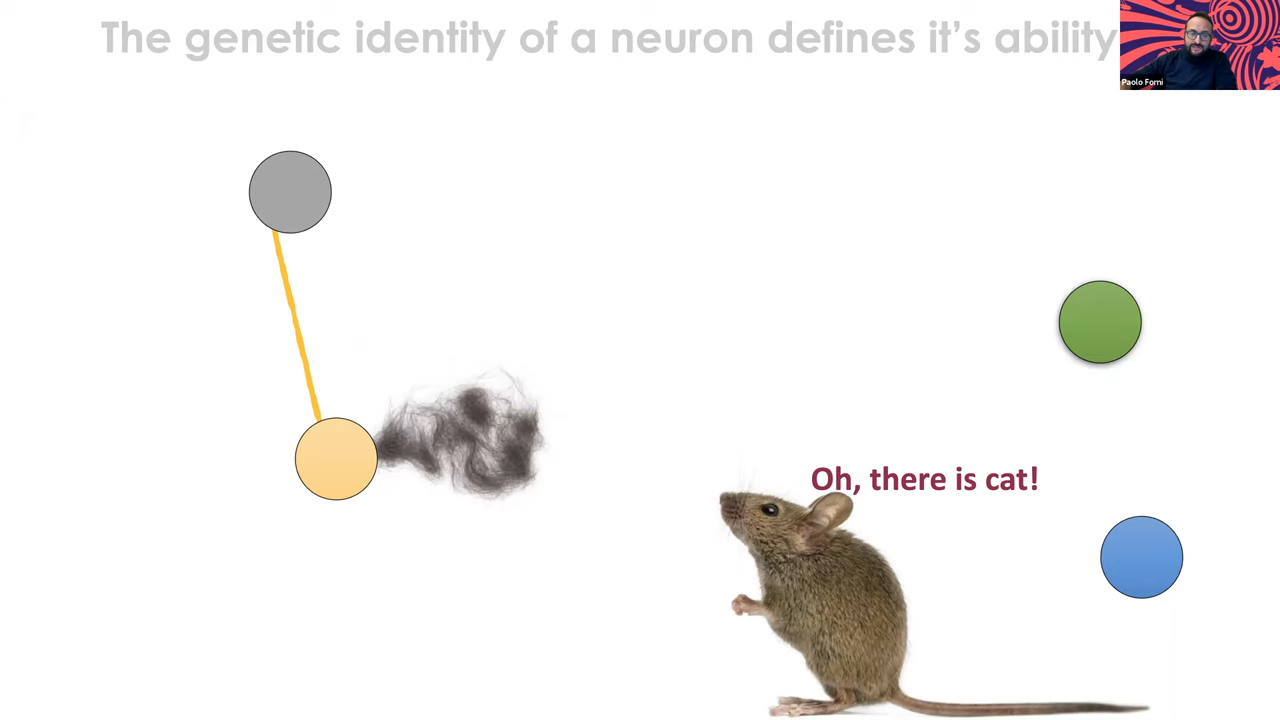 The genetic identity of a neuron defines it's ability
Paolo Forni
Oh, there is cat!